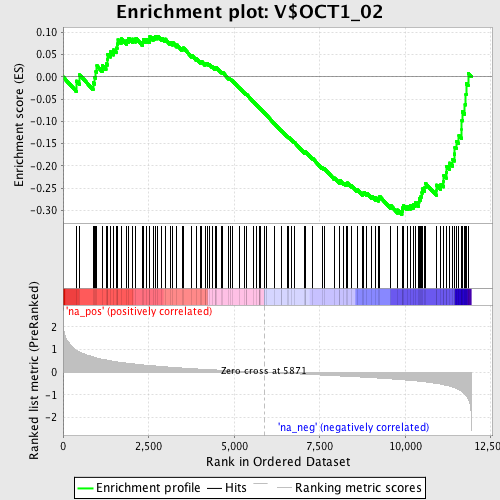 Enrichment plot: V$OCT1_02
Enrichment score (ES)
0.10
0.05
0.00
-0.05
-0.10
-0.15
-0.20
-0.25
-0.30
'na_pos' (positively correlated)
Ranked list metric (PreRanked)
2
1
0
-1
-2
Zero cross at 5871
'na_neg' (negatively correlated)
0
2,500
5,000
7,500
10,000
12,500
Rank in Ordered Dataset
Enrichment profile
Hits
Ranking metric scores